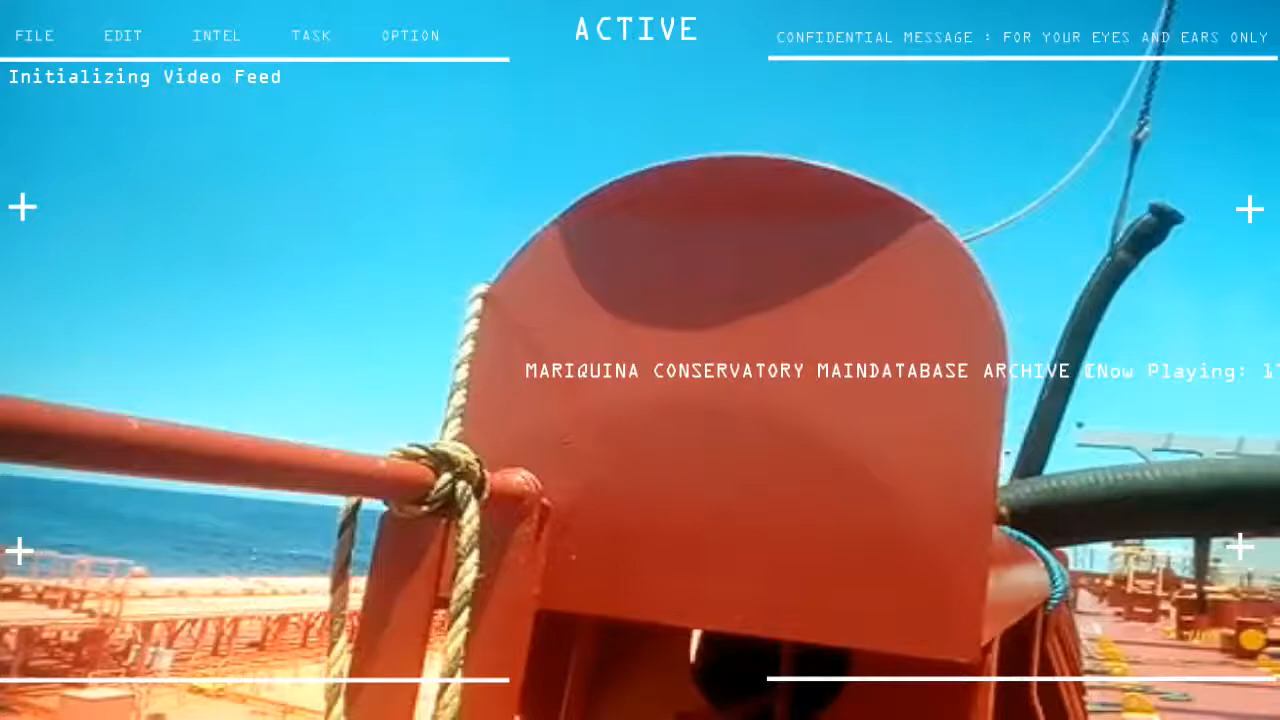 FILE EDIT INTEL TASK OPTION
ACTIVE
CONFIDENTIAL MESSAGE : FOR YOUR EYES AND EARS ONLY
Initializing Video Feed
MARIQUINA CONSERVATORY MAINDATABASE ARCHIVE [Now Playing: